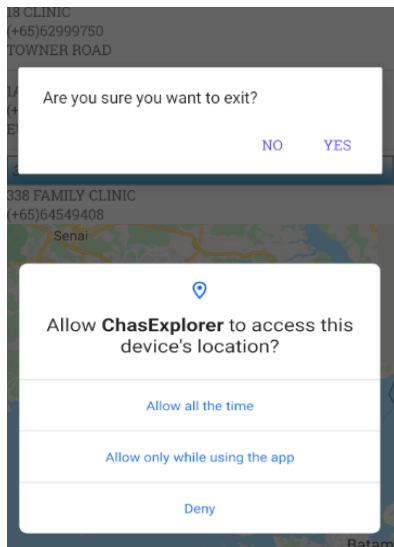 18 CLINIC
(+65)62999750
TOWNER ROAD
Are you sure you want to exit?
NO YES
338 FAMILY CLINIC
(+65)64549408
Senai
Allow ChasExplorer to access this
device's location?
Allow all the time
Allow only while using the app
Deny
Batam